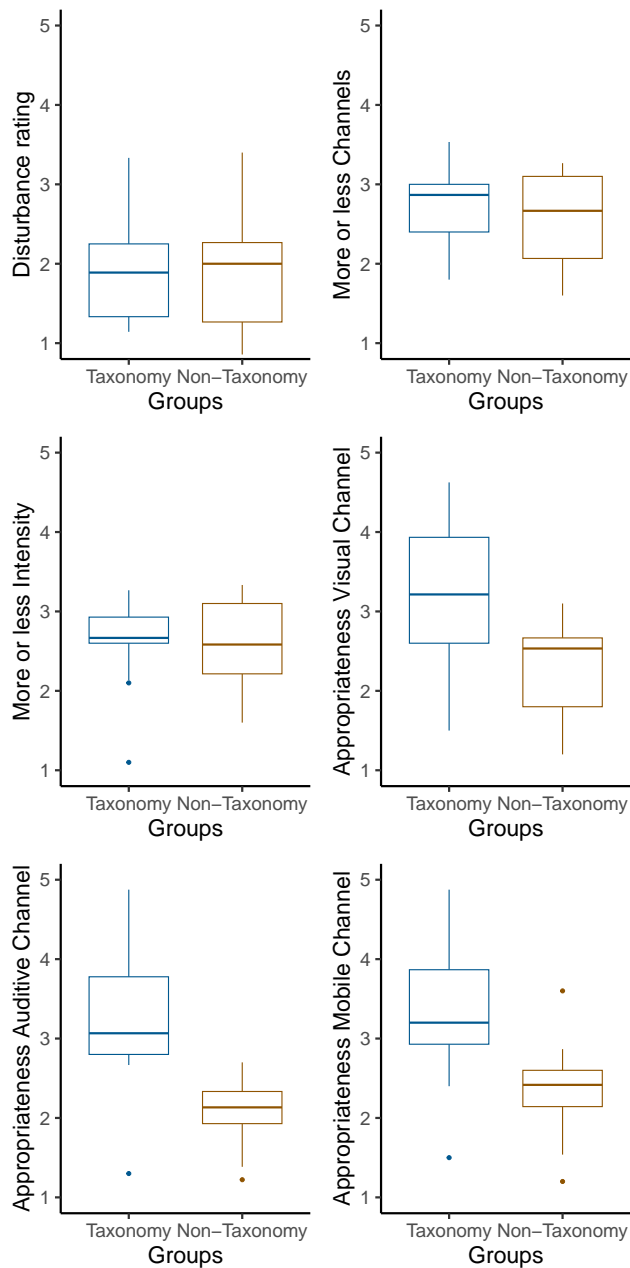 Disturbance rating
5
4
3
2
1
Taxonomy Non−Taxonomy
Groups
More or less Channels
5
4
3
2
1
Taxonomy Non−Taxonomy
Groups
More or less Intensity
5
4
3
2
1
Taxonomy Non−Taxonomy
Groups
Appropriateness Visual Channel
5
4
3
2
1
Taxonomy Non−Taxonomy
Groups
Appropriateness Auditive Channel
5
4
3
2
1
Taxonomy Non−Taxonomy
Groups
Appropriateness Mobile Channel
5
4
3
2
1
Taxonomy Non−Taxonomy
Groups